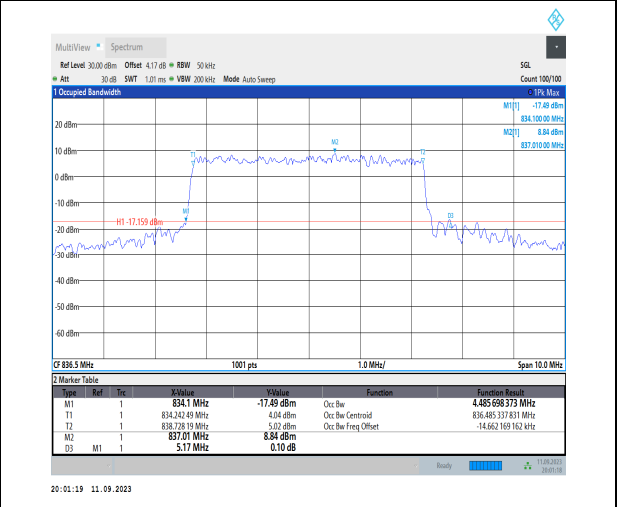 MultiView Spectrum
Ref Level 30.00 dBm Offset 4.17 dB RBW 50 kHz SGL
Att 30 dB SWT 1.01 ms VBW 200 kHz Mode Auto Sweep Count 100/100
1 Occupied Bandwidth 1Pk Max
M1[1] -17.49 dBm
834.100 00 MHz
M2[1] 8.84 dBm
837.010 00 MHz
20 dBm
M2
10 dBm
T1
T2
0 dBm
-10 dBm
M1
D3
H1 -17.159 dBm
-20 dBm
-30 dBm
-40 dBm
-50 dBm
-60 dBm
CF 836.5 MHz 1001 pts 1.0 MHz/ Span 10.0 MHz
2 Marker Table
Type Ref Trc X-Value Y-Value Function Function Result
M1 1 834.1 MHz -17.49 dBm Occ Bw 4.485 698 373 MHz
T1 1 834.242 49 MHz 4.04 dBm Occ Bw Centroid 836.485 337 831 MHz
T2 1 838.728 19 MHz 5.02 dBm Occ Bw Freq Offset -14.662 169 162 kHz
M2 1 837.01 MHz 8.84 dBm
D3 M1 1 5.17 MHz 0.10 dB
Ready 11.09.2023
20:01:18
20:01:19 11.09.2023